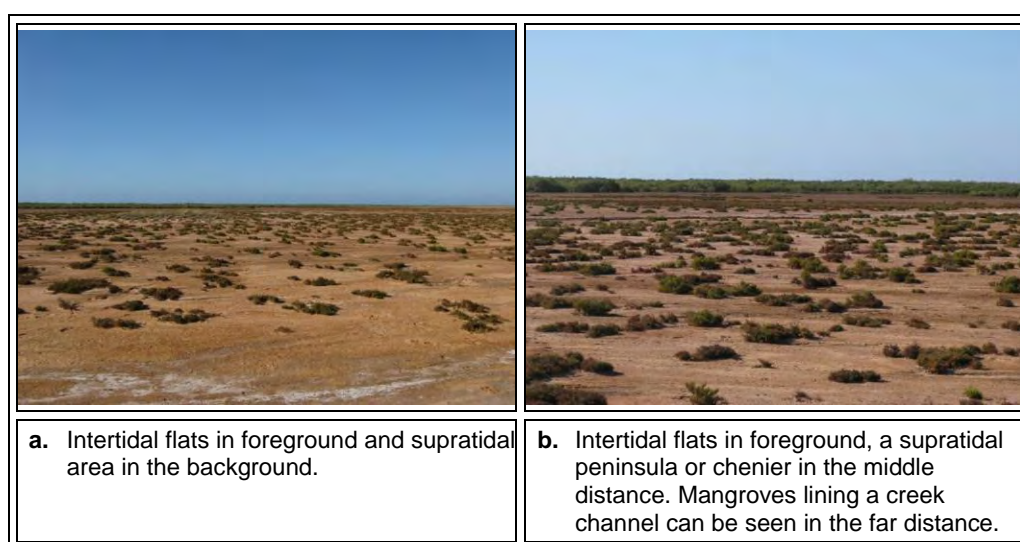 a. Intertidal flats in foreground and supratidal
area in the background.
b. Intertidal flats in foreground, a supratidal
peninsula or chenier in the middle
distance. Mangroves lining a creek
channel can be seen in the far distance.